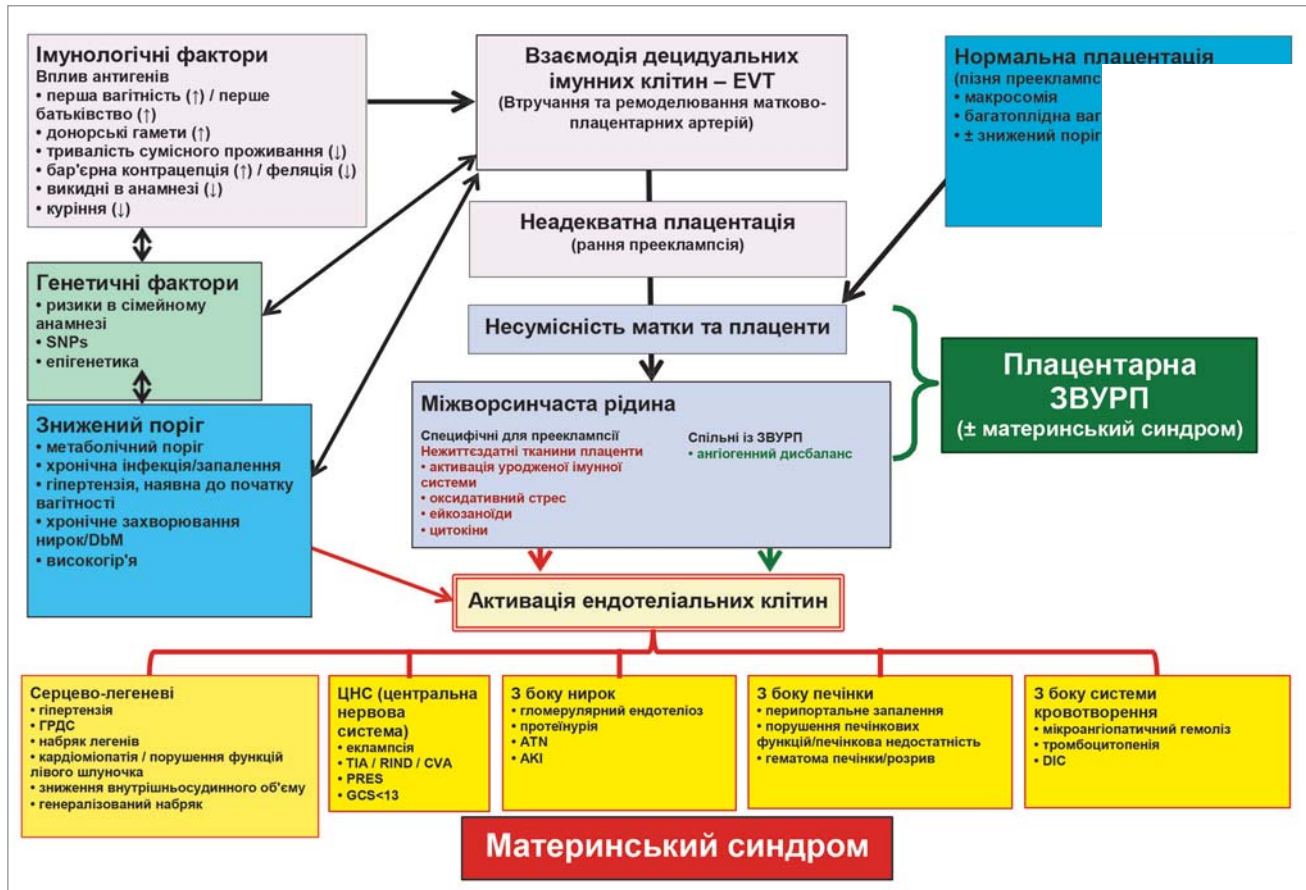 Імунологічні фактори
Вплив антигенів
• перша вагітність (↑) / перше
батьківство (↑)
• донорські гамети (↑)
• тривалість сумісного проживання (↓)
• бар'єрна контрацепція (↑) / феляція (↓)
• викидні в анамнезі (↓)
• куріння (↓)
Взаємодія децидуальних
імунних клітин – EVT
(Втручання та ремоделювання матково-
плацентарних артерій)
Нормальна плацентація
(пізня
• макросомія
• багатоплідна
• ± знижений поріг
Неадекватна плацентація
(рання прееклампсія)
Генетичні фактори
• ризики в сімейному
анамнезі
• SNPs
• епігенетика
Несумісність матки та плаценти
Плацентарна
ЗВУРП
(± материнський синдром)
Знижений поріг
• метаболічний поріг
• хронічна інфекція/запалення
• гіпертензія, наявна до початку
вагітності
• хронічне захворювання
нирок/DbM
• високогір'я
Міжворсинчаста рідина
Специфічні для прееклампсії
Нежиттєздатні тканини плаценти
• активація уродженої імунної
системи
• оксидативний стрес
• ейкозаноїди
• цитокіни
Спільні із ЗВУРП
• ангіогенний дисбаланс
Активація ендотеліальних клітин
Серцево-легеневі
• гіпертензія
• ГРДС
• набряк легенів
• кардіоміопатія / порушення функцій
лівого шлуночка
• зниження внутрішньосудинного об'єму
• генералізований набряк
ЦНС (центральна
нервова
система)
• еклампсія
• TIA / RIND / CVA
• PRES
• GCS<13
З боку нирок
• гломерулярний ендотеліоз
• протеїнурія
• ATN
• AKI
З боку печінки
• перипортальне запалення
• порушення печінкових
функцій/печінкова недостатність
• гематома печінки/розрив
З боку системи
кровотворення
• мікроангіопатичний гемоліз
• тромбоцитопенія
• DIC
Материнський синдром